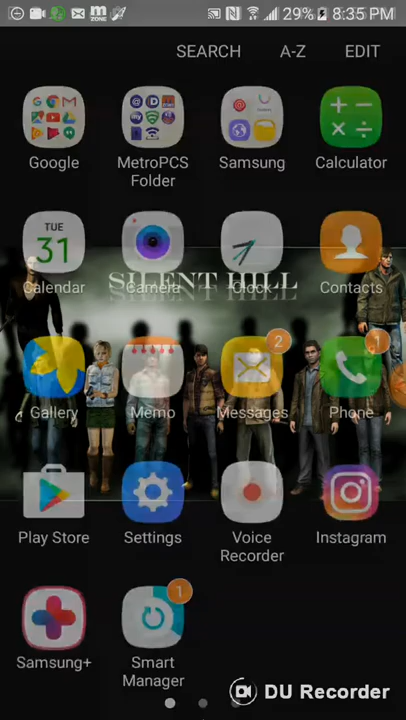 29% 8:35 PM
SEARCH A-Z EDIT
Google MetroPCS Folder Samsung Calculator
TUE
31
Calendar Camera Clock Contacts
SILENT HILL
2 1
Gallery Memo Messages Phone
Play Store Settings Voice Recorder Instagram
1
Samsung+ Smart Manager
DU Recorder